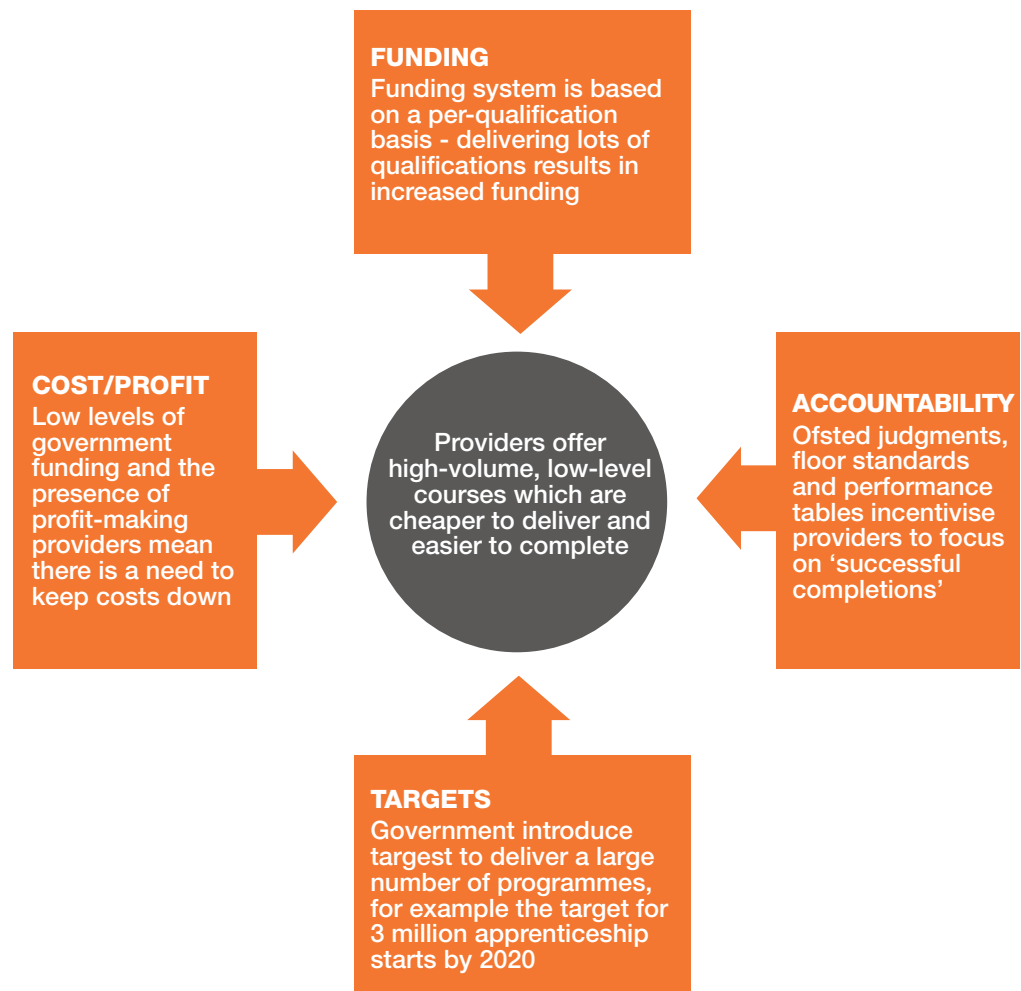 FUNDING
Funding system is based
on a per-qualification
basis - delivering lots of
qualifications results in
increased funding
COST/PROFIT
Low levels of
government
funding and the
presence of
profit-making
providers mean
there is a need to
keep costs down
Providers offer
high-volume, low-level
courses which are
cheaper to deliver and
easier to complete
ACCOUNTABILITY
Ofsted judgments,
floor standards
and performance
tables incentivise
providers to focus
on ‘successful
completions’
TARGETS
Government introduce
targest to deliver a large
number of programmes,
for example the target for
3 million apprenticeship
starts by 2020